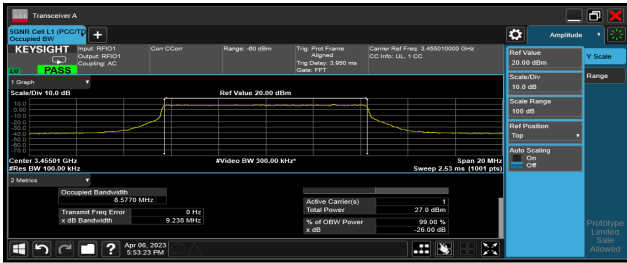 Transceiver A
5GNR Cell L1 (PCC/TD
Occupied BW
Amplitude
KEYSIGHT
Input: RFIO1
Output: RFIO1
Coupling: AC
Corr CCorr
Range: -60 dBm
Trig: Prot Frame
Aligned
Trig Delay: 3.950 ms
Gate: FFT
Carrier Ref Freq: 3.455010000 GHz
CC Info: UL, 1 CC
PASS
Ref Value
20.00 dBm
Y Scale
1 Graph
Scale/Div 10.0 dB
Ref Value 20.00 dBm
Scale/Div
10.0 dB
Range
Scale Range
100 dB
Ref Position
Top
Auto Scaling
On
Off
10.0
0.00
-10.0
-20.0
-30.0
-40.0
-50.0
-60.0
-70.0
Center 3.45501 GHz
#Res BW 100.00 kHz
#Video BW 300.00 kHz*
Span 20 MHz
Sweep 2.53 ms (1001 pts)
2 Metrics
Occupied Bandwidth
8.5770 MHz
Transmit Freq Error 0 Hz
x dB Bandwidth 9.238 MHz
Active Carrier(s) 1
Total Power 27.0 dBm
% of OBW Power 99.00 %
x dB -26.00 dB
Prototype
Limited
Sale
Allowed
Apr 06, 2023
5:53:23 PM